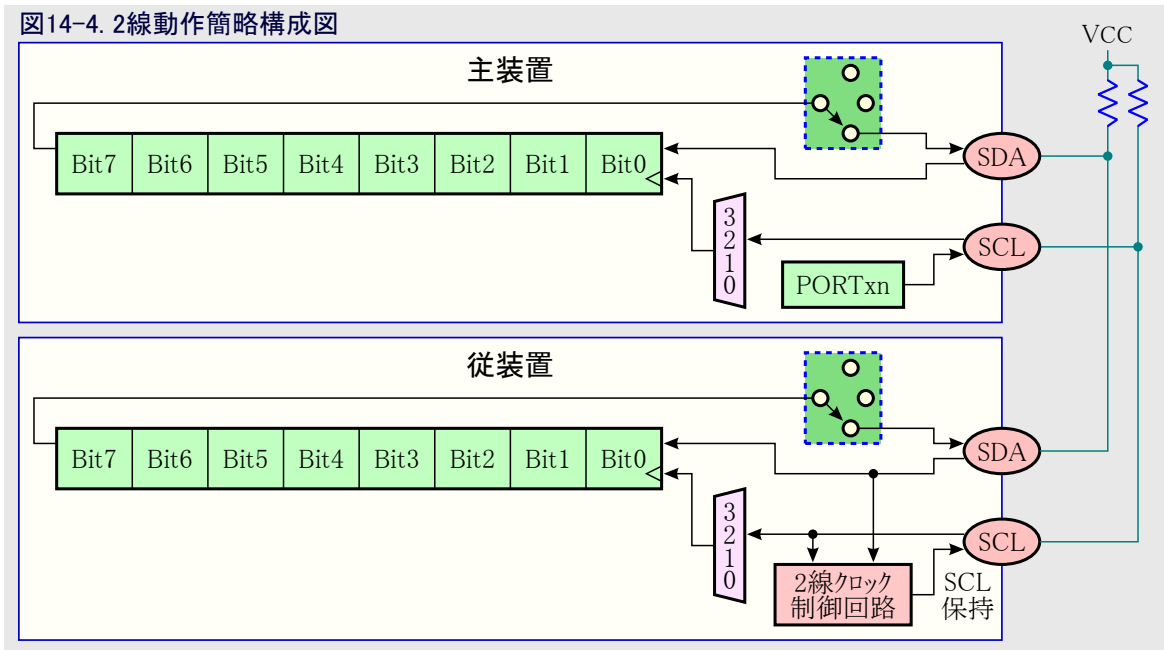 図14-4. 2線動作簡略構成図
VCC
主装置
Bit7 Bit6 Bit5 Bit4 Bit3 Bit2 Bit1 Bit0
SDA
3
2
1
0
SCL
PORTxn
従装置
Bit7 Bit6 Bit5 Bit4 Bit3 Bit2 Bit1 Bit0
SDA
3
2
1
0
SCL
2線クロック
制御回路
SCL
保持